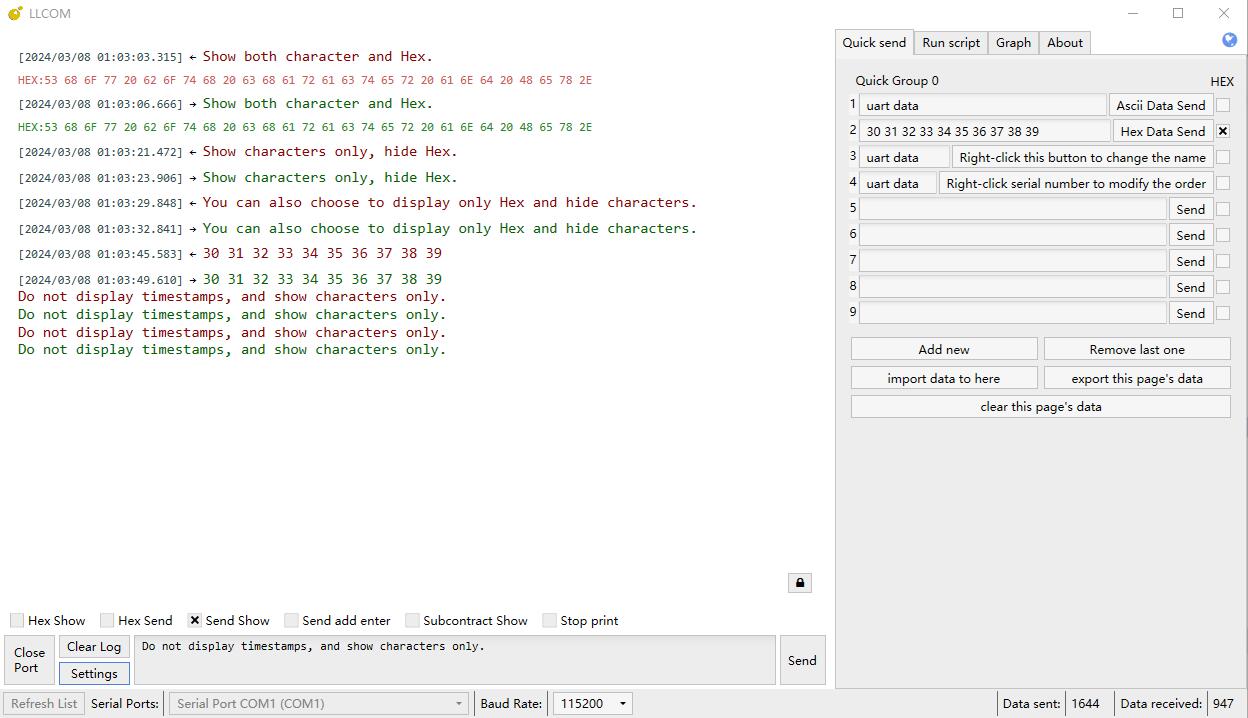 LLCOM
[2024/03/08 01:03:03.315] ← Show both character and Hex.
HEX:53 68 6F 77 20 62 6F 74 68 20 63 68 61 72 61 63 74 65 72 20 61 6E 64 20 48 65 78 2E
[2024/03/08 01:03:06.666] → Show both character and Hex.
HEX:53 68 6F 77 20 62 6F 74 68 20 63 68 61 72 61 63 74 65 72 20 61 6E 64 20 48 65 78 2E
[2024/03/08 01:03:21.472] ← Show characters only, hide Hex.
[2024/03/08 01:03:23.906] → Show characters only, hide Hex.
[2024/03/08 01:03:29.848] ← You can also choose to display only Hex and hide characters.
[2024/03/08 01:03:32.841] → You can also choose to display only Hex and hide characters.
[2024/03/08 01:03:45.583] ← 30 31 32 33 34 35 36 37 38 39
[2024/03/08 01:03:49.610] → 30 31 32 33 34 35 36 37 38 39
Do not display timestamps, and show characters only.
Do not display timestamps, and show characters only.
Do not display timestamps, and show characters only.
Do not display timestamps, and show characters only.
Hex Show Hex Send Send Show Send add enter Subcontract Show Stop print
Close Port
Clear Log
Settings
Do not display timestamps, and show characters only.
Send
Quick send Run script Graph About
Quick Group 0 HEX
1 uart data Ascii Data Send
2 30 31 32 33 34 35 36 37 38 39 Hex Data Send
3 uart data Right-click this button to change the name
4 uart data Right-click serial number to modify the order
5 Send
6 Send
7 Send
8 Send
9 Send
Add new Remove last one
import data to here export this page's data
clear this page's data
Refresh List Serial Ports: Serial Port COM1 (COM1) Baud Rate: 115200 Data sent: 1644 Data received: 947